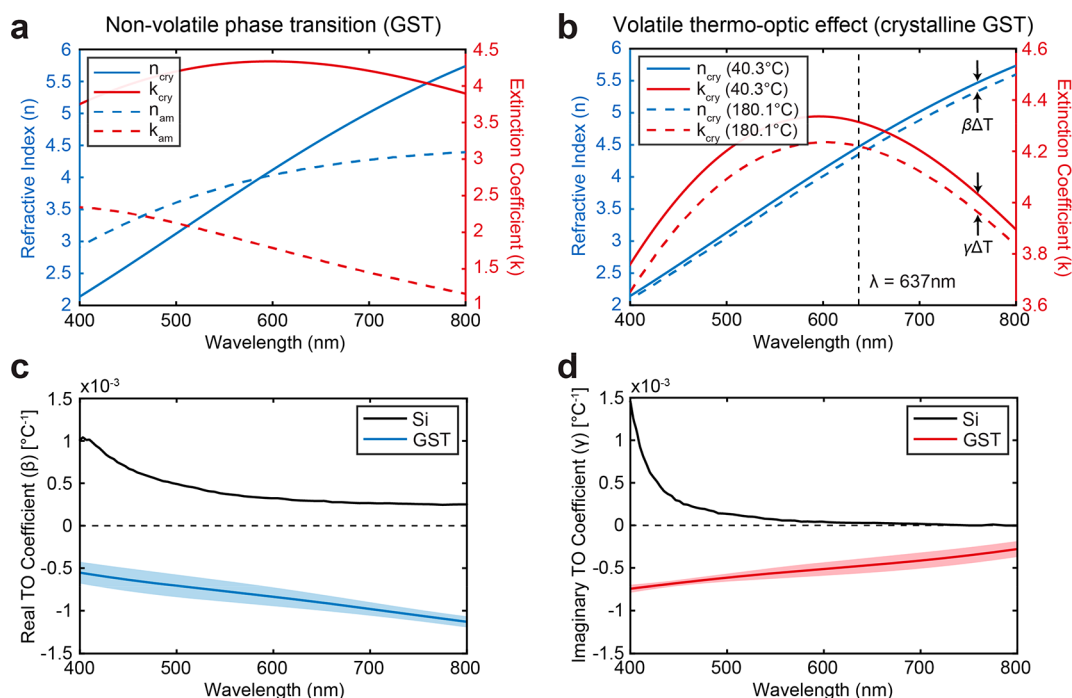 a
Non-volatile phase transition (GST)
6
5.5
5
4.5
4
3.5
3
2.5
2
Refractive Index (n)
n_cry
k_cry
n_am
k_am
4.5
4
3.5
3
2.5
2
1.5
1
Extinction Coefficient (k)
400
500
600
700
800
Wavelength (nm)
b
Volatile thermo-optic effect (crystalline GST)
6
5.5
5
4.5
4
3.5
3
2.5
2
Refractive Index (n)
n_cry (40.3°C)
k_cry (40.3°C)
n_cry (180.1°C)
k_cry (180.1°C)
βΔT
γΔT
λ = 637nm
4.6
4.4
4.2
4
3.8
3.6
Extinction Coefficient (k)
400
500
600
700
800
Wavelength (nm)
c
x10⁻³
1.5
1
0.5
0
-0.5
-1
-1.5
Real TO Coefficient (β) [°C⁻¹]
Si
GST
400
500
600
700
800
Wavelength (nm)
d
x10⁻³
1.5
1
0.5
0
-0.5
-1
-1.5
Imaginary TO Coefficient (γ) [°C⁻¹]
Si
GST
400
500
600
700
800
Wavelength (nm)